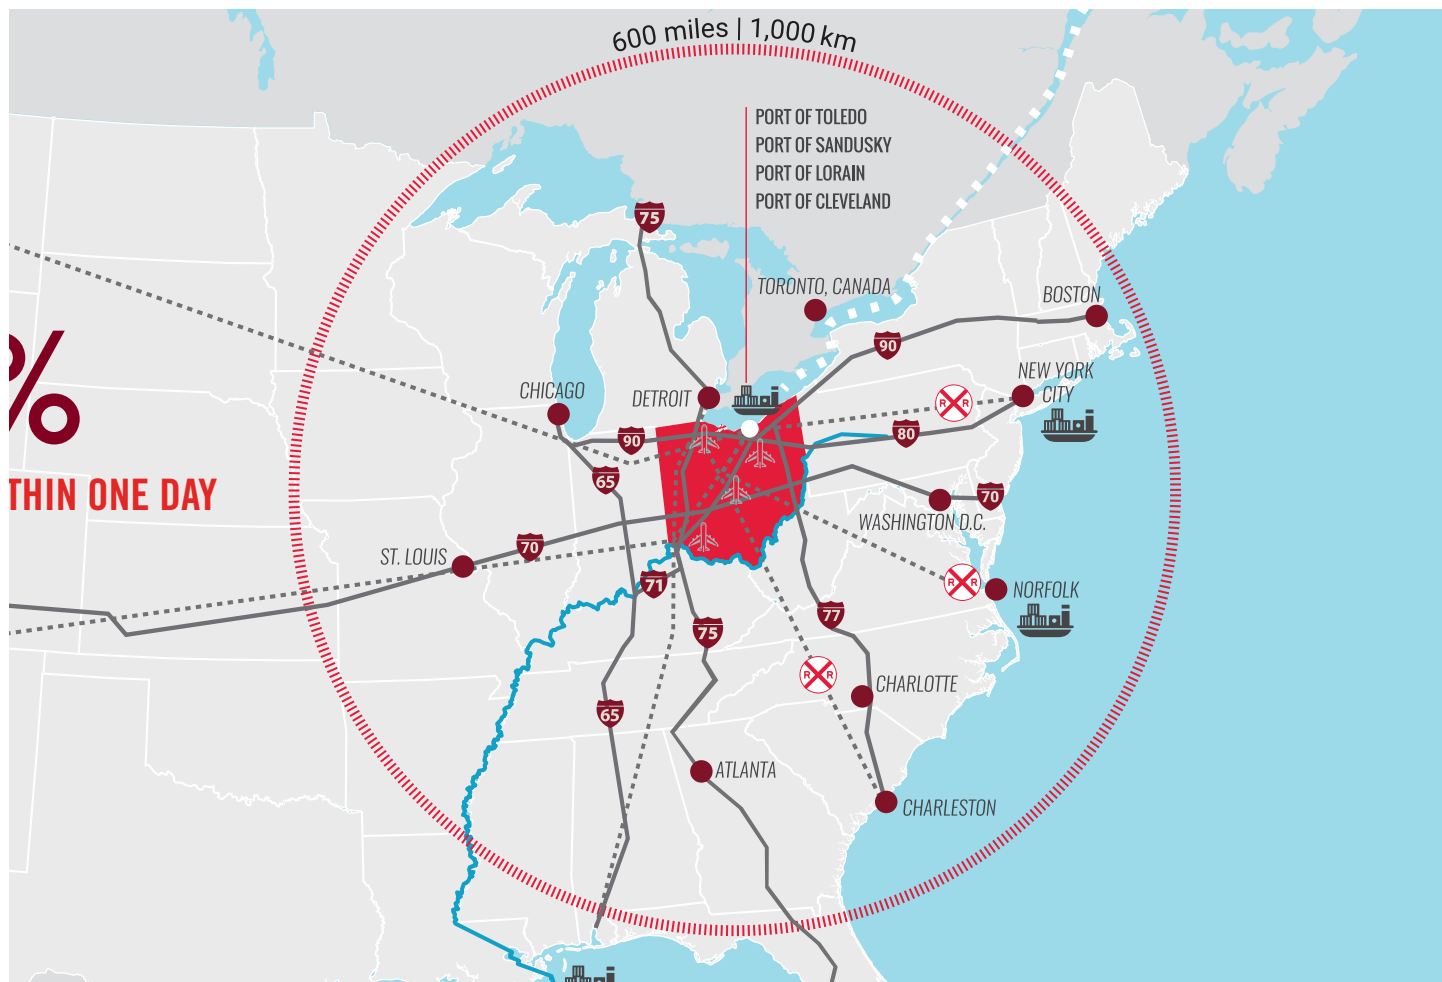 600 miles | 1,000 km
PORT OF TOLEDO
PORT OF SANDUSKY
PORT OF LORAIN
PORT OF CLEVELAND
75
TORONTO, CANADA
BOSTON
90
NEW YORK
CITY
CHICAGO
DETROIT
R R
%
90
80
65
THIN ONE DAY
70
WASHINGTON D.C.
ST. LOUIS
70
71
R R
NORFOLK
77
75
R R
CHARLOTTE
65
ATLANTA
CHARLESTON